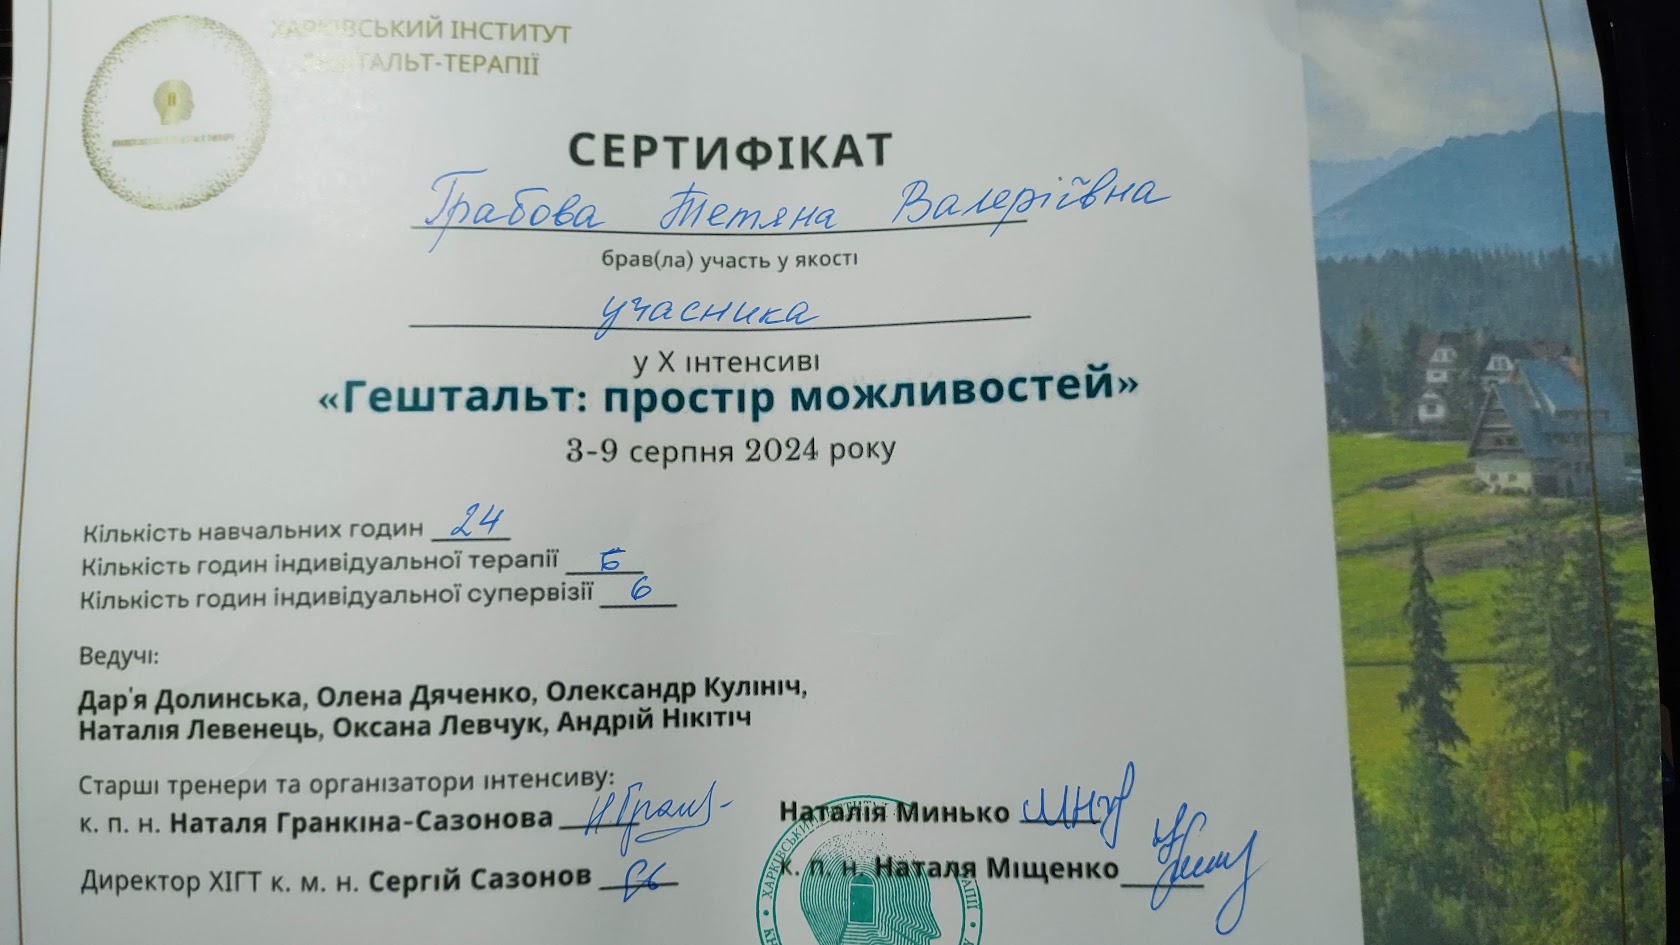 ХАРКІВСЬКИЙ ІНСТИТУТ
ГЕШТАЛЬТ-ТЕРАПІЇ
СЕРТИФІКАТ
Грабова Тетяна Валеріївна
брав(ла) участь у якості
учасника
у X інтенсиві
«Гештальт: простір можливостей»
3-9 серпня 2024 року
Кількість навчальних годин 24
Кількість годин індивідуальної терапії
Кількість годин індивідуальної супервізії 6
Ведучі:
Дар'я Долинська, Олена Дяченко, Олександр Кулініч,
Наталія Левенець, Оксана Левчук, Андрій Нікітіч
Старші тренери та організатори інтенсиву:
к. п. н. Наталя Гранкіна-Сазонова
Наталія Минько
Директор ХІГТ к. м. н. Сергій Сазонов
к. п. н. Наталя Міщенко
ХАРКІВСЬКИЙ ІНСТИТУТ